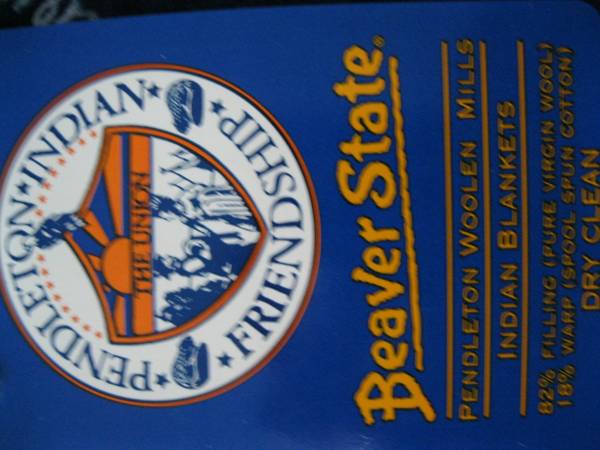 PENDLETON★INDIAN★
★FRIENDSHIP★
THE UNION
Beaver State®
PENDLETON WOOLEN MILLS
INDIAN BLANKETS
82% FILLING (PURE VIRGIN WOOL)
18% WARP (SPOOL SPUN COTTON)
DRY CLEAN